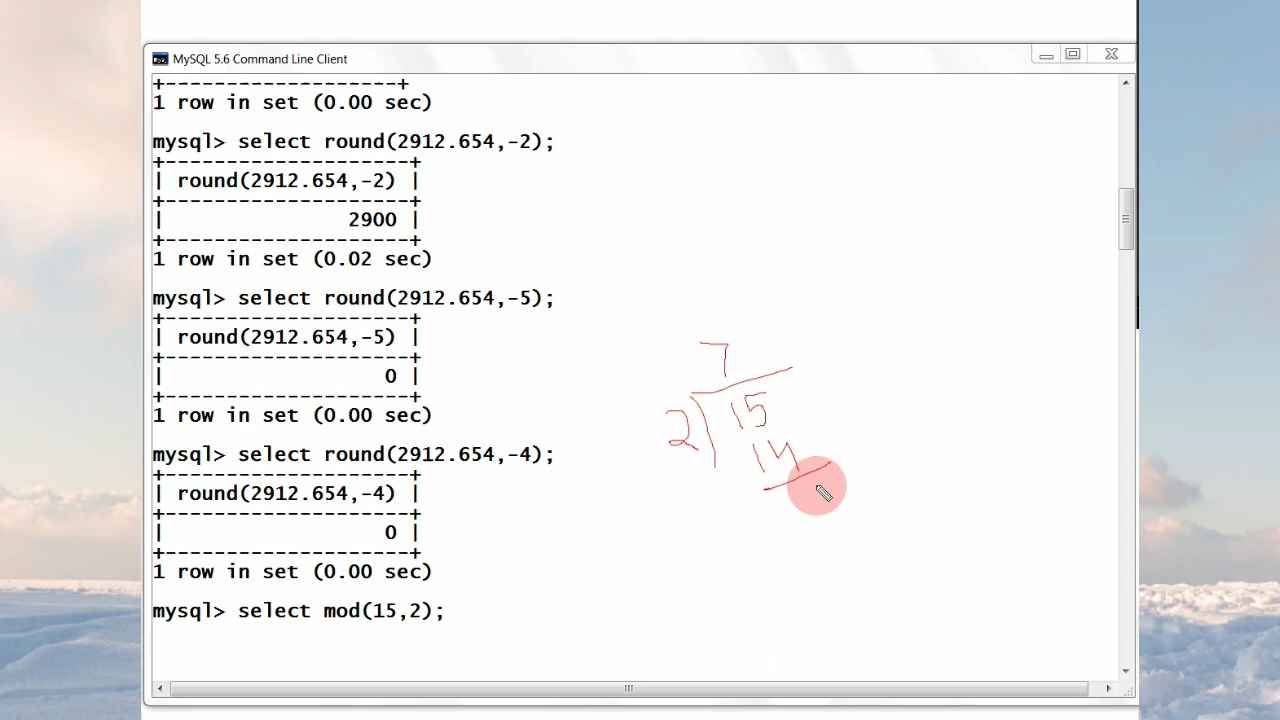 MySQL 5.6 Command Line Client
+-------------------+
1 row in set (0.00 sec)
mysql> select round(2912.654,-2);
+--------------------+
| round(2912.654,-2) |
+--------------------+
|               2900 |
+--------------------+
1 row in set (0.02 sec)
mysql> select round(2912.654,-5);
+--------------------+
| round(2912.654,-5) |
+--------------------+
|                  0 |
+--------------------+
1 row in set (0.00 sec)
mysql> select round(2912.654,-4);
+--------------------+
| round(2912.654,-4) |
+--------------------+
|                  0 |
+--------------------+
1 row in set (0.00 sec)
mysql> select mod(15,2);
7
2) 15
14